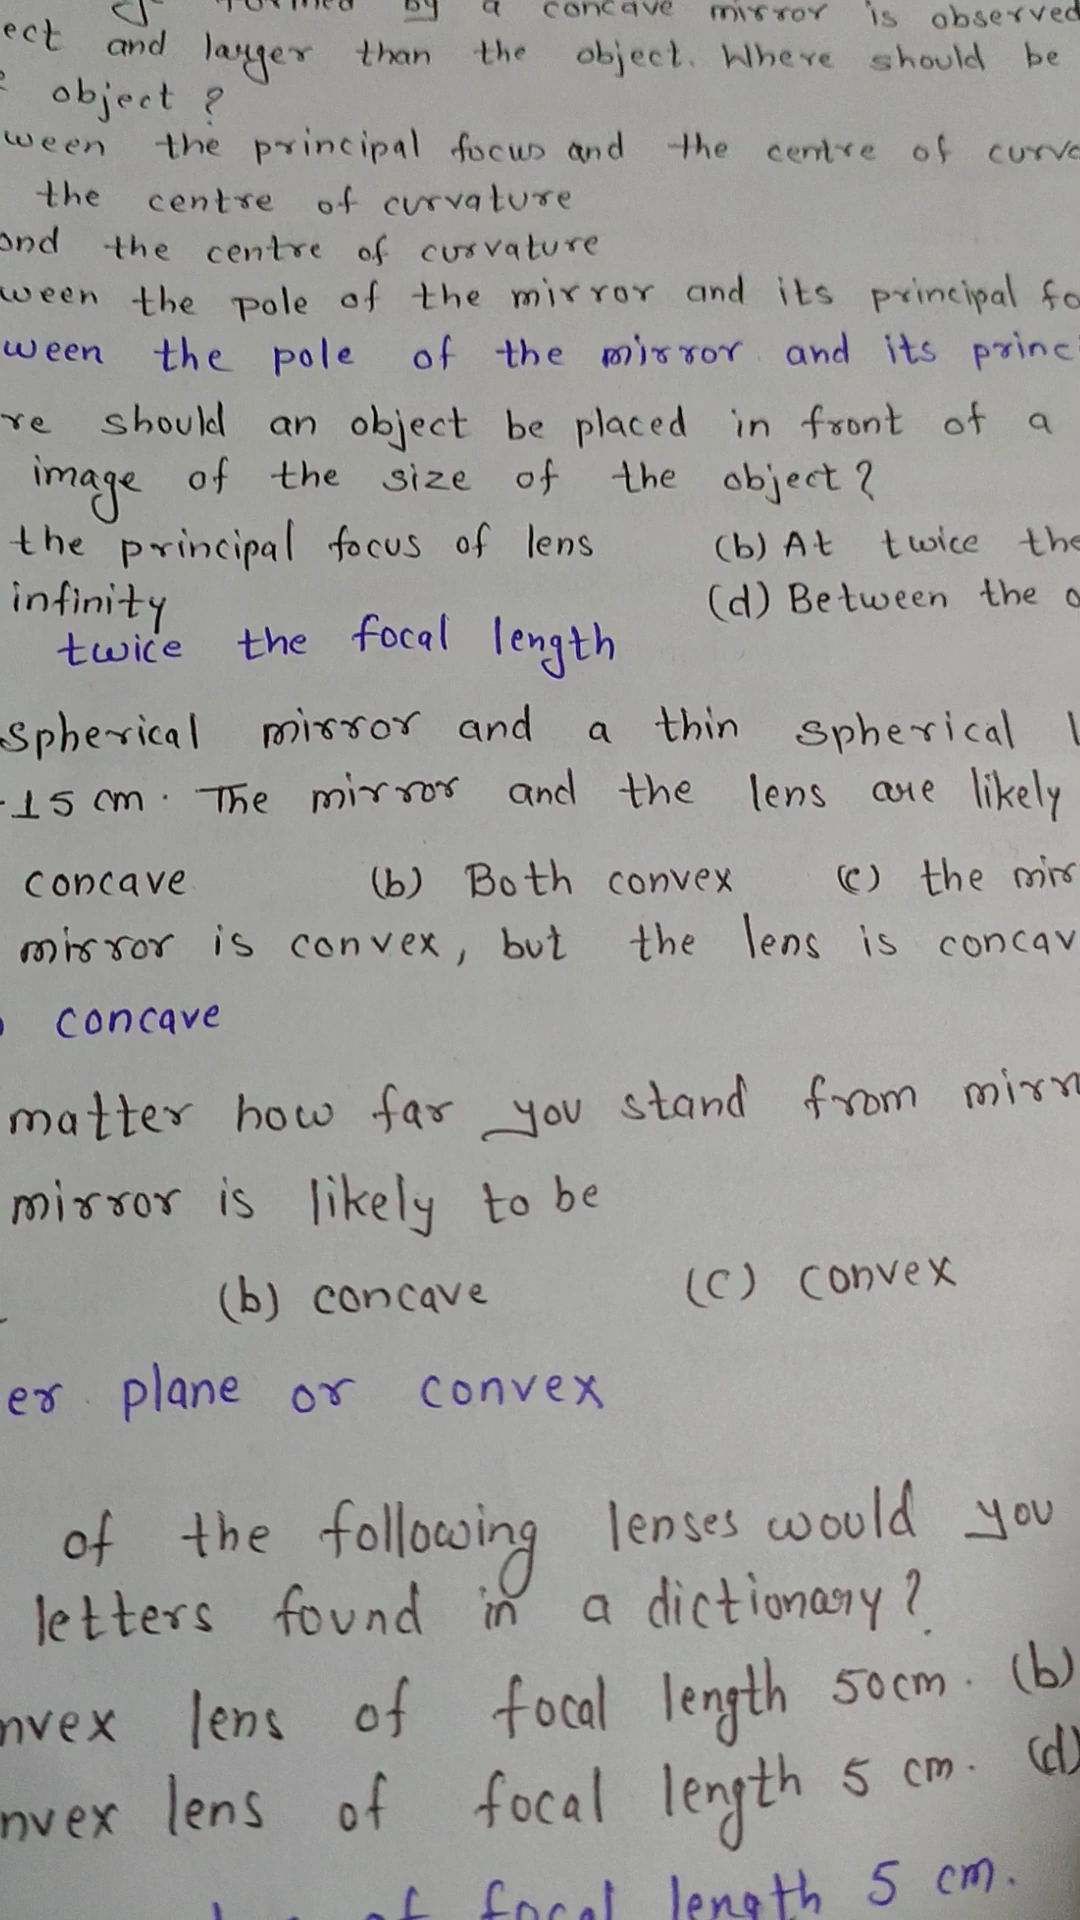 by a concave mirror is observed
ect and larger than the object. Where should be
object ?
ween the principal focus and the centre of curva
the centre of curvature
ond the centre of curvature
ween the pole of the mirror and its principal fo
ween the pole of the mirror and its princi
re should an object be placed in front of a
image of the size of the object ?
the principal focus of lens (b) At twice the
infinity (d) Between the o
twice the focal length
spherical mirror and a thin spherical l
-15 cm. The mirror and the lens are likely
concave (b) Both convex (c) the mir
mirror is convex, but the lens is concav
concave
matter how far you stand from mirr
mirror is likely to be
(b) concave (c) convex
er plane or convex
of the following lenses would you
letters found in a dictionary ?
nvex lens of focal length 50cm. (b)
nvex lens of focal length 5 cm. (d)
of focal length 5 cm.